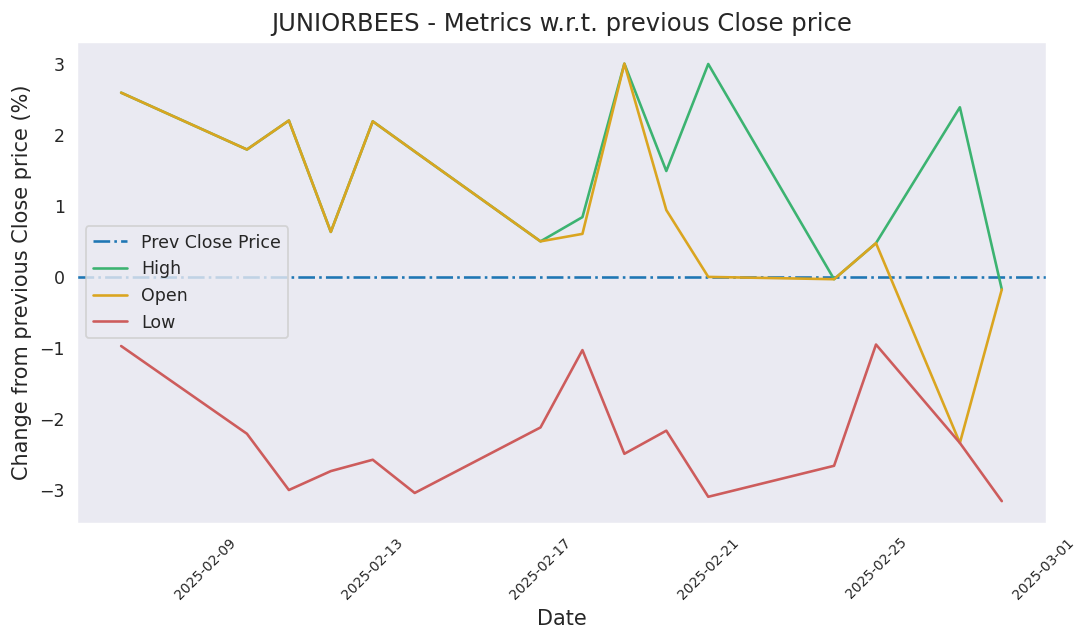 JUNIORBEES - Metrics w.r.t. previous Close price
Change from previous Close price (%)
3
2
1
0
−1
−2
−3
Prev Close Price
High
Open
Low
2025-02-09
2025-02-13
2025-02-17
2025-02-21
2025-02-25
2025-03-01
Date